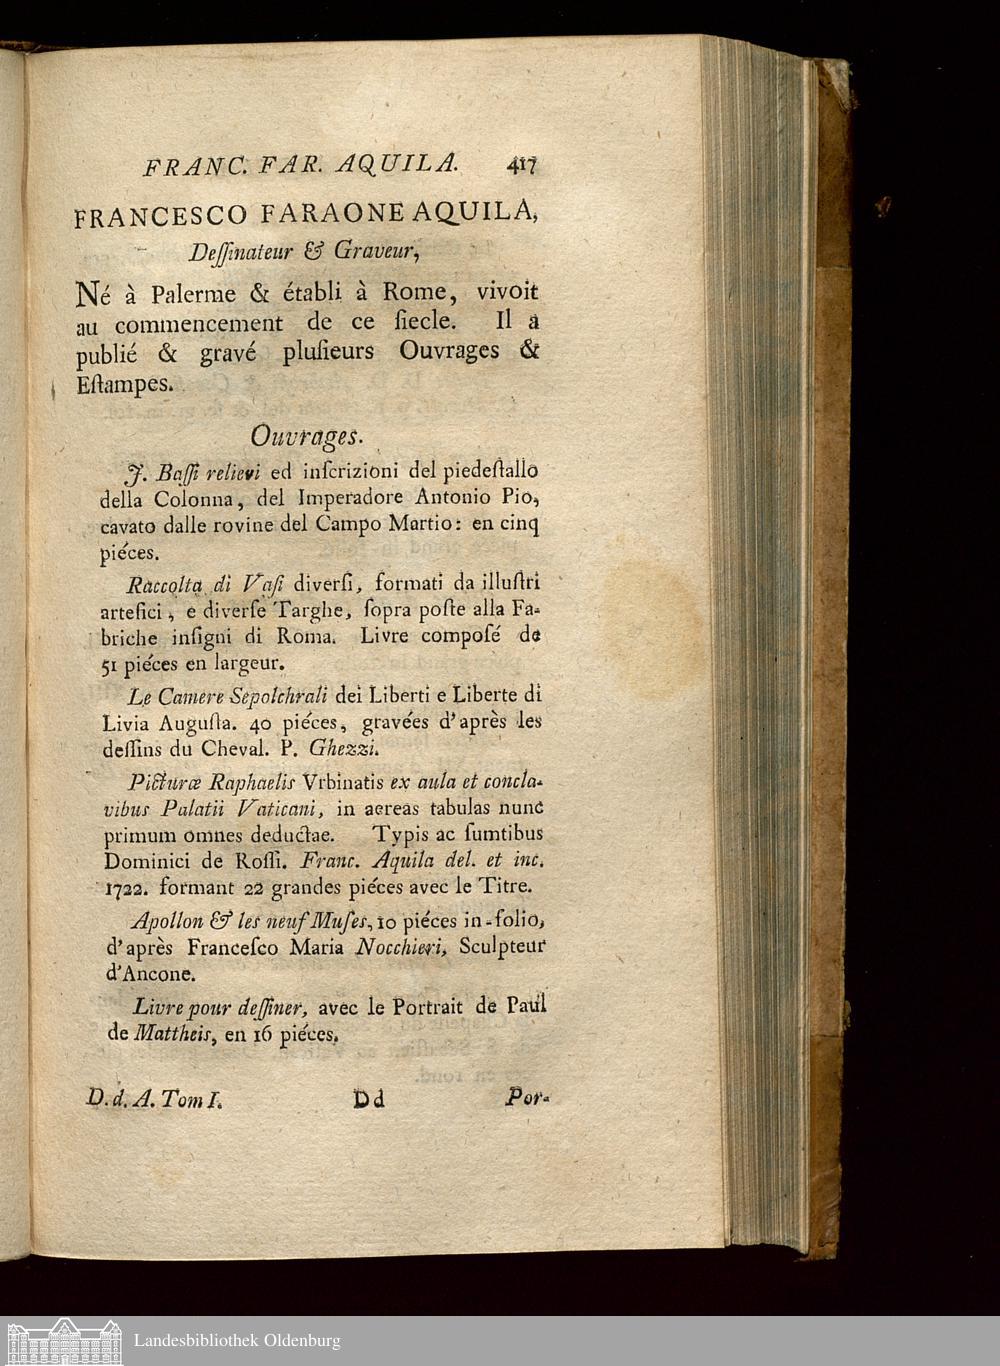 FRANC. FAR. AQUILA. 417
FRANCESCO FARAONE AQUILA,
Deſſinateur & Graveur,
Né à Palerme & établi à Rome, vivoit
au commencement de ce ſiecle. Il a
publié & gravé pluſieurs Ouvrages &
Eſtampes.
Ouvrages.
J. Baſſi relievi ed inſcrizioni del piedeſtallo
della Colonna, del Imperadore Antonio Pio,
cavato dalle rovine del Campo Martio: en cinq
piéces.
Raccolta di Vaſi diverſi, formati da illuſtri
artefici, e diverſe Targhe, ſopra poſte alla Fa-
briche inſigni di Roma. Livre compoſé de
51 piéces en largeur.
Le Camere Sepolchrali dei Liberti e Liberte di
Livia Auguſta. 40 piéces, gravées d'après les
deſſins du Cheval. P. Ghezzi.
Picturæ Raphaelis Vrbinatis ex aula et concla-
vibus Palatii Vaticani, in aereas tabulas nunc
primum omnes deductae. Typis ac ſumtibus
Dominici de Roſſi. Franc. Aquila del. et inc.
1722. formant 22 grandes piéces avec le Titre.
Apollon & les neuf Muſes, 10 piéces in-folio,
d'après Franceſco Maria Nocchieri, Sculpteur
d'Ancone.
Livre pour deſſiner, avec le Portrait de Paul
de Mattheis, en 16 piéces.
D. d. A. Tom I. Dd Por-
Landesbibliothek Oldenburg